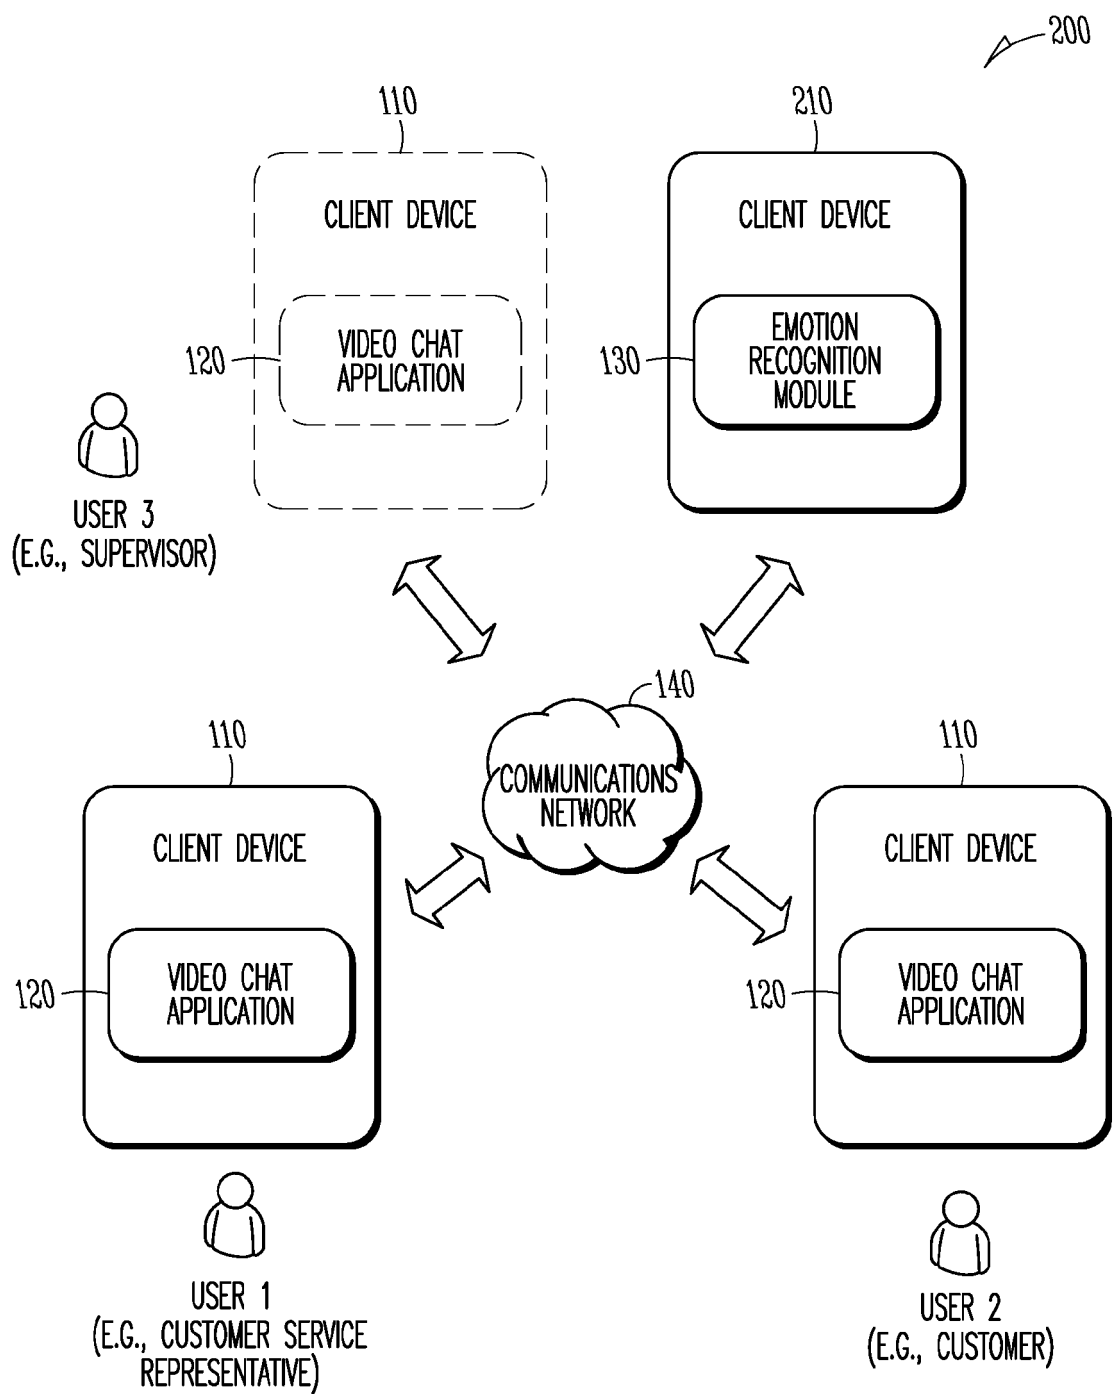 200
110
210
CLIENT DEVICE
CLIENT DEVICE
120
VIDEO CHAT
APPLICATION
130
EMOTION
RECOGNITION
MODULE
USER 3
(E.G., SUPERVISOR)
140
COMMUNICATIONS
NETWORK
110
110
CLIENT DEVICE
CLIENT DEVICE
120
VIDEO CHAT
APPLICATION
120
VIDEO CHAT
APPLICATION
USER 1
(E.G., CUSTOMER SERVICE
REPRESENTATIVE)
USER 2
(E.G., CUSTOMER)